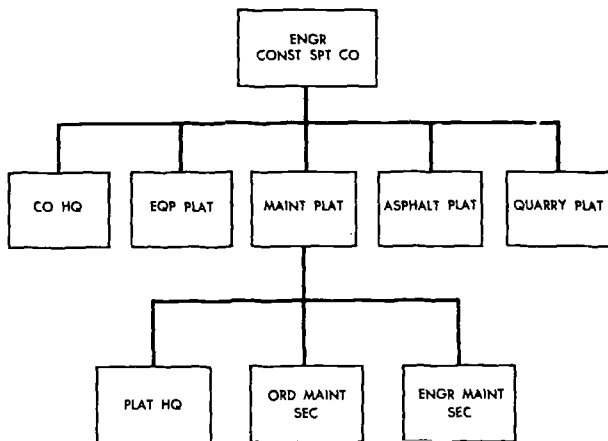 ENGR
CONST SPT CO
CO HQ
EQP PLAT
MAINT PLAT
ASPHALT PLAT
QUARRY PLAT
PLAT HQ
ORD MAINT
SEC
ENGR MAINT
SEC